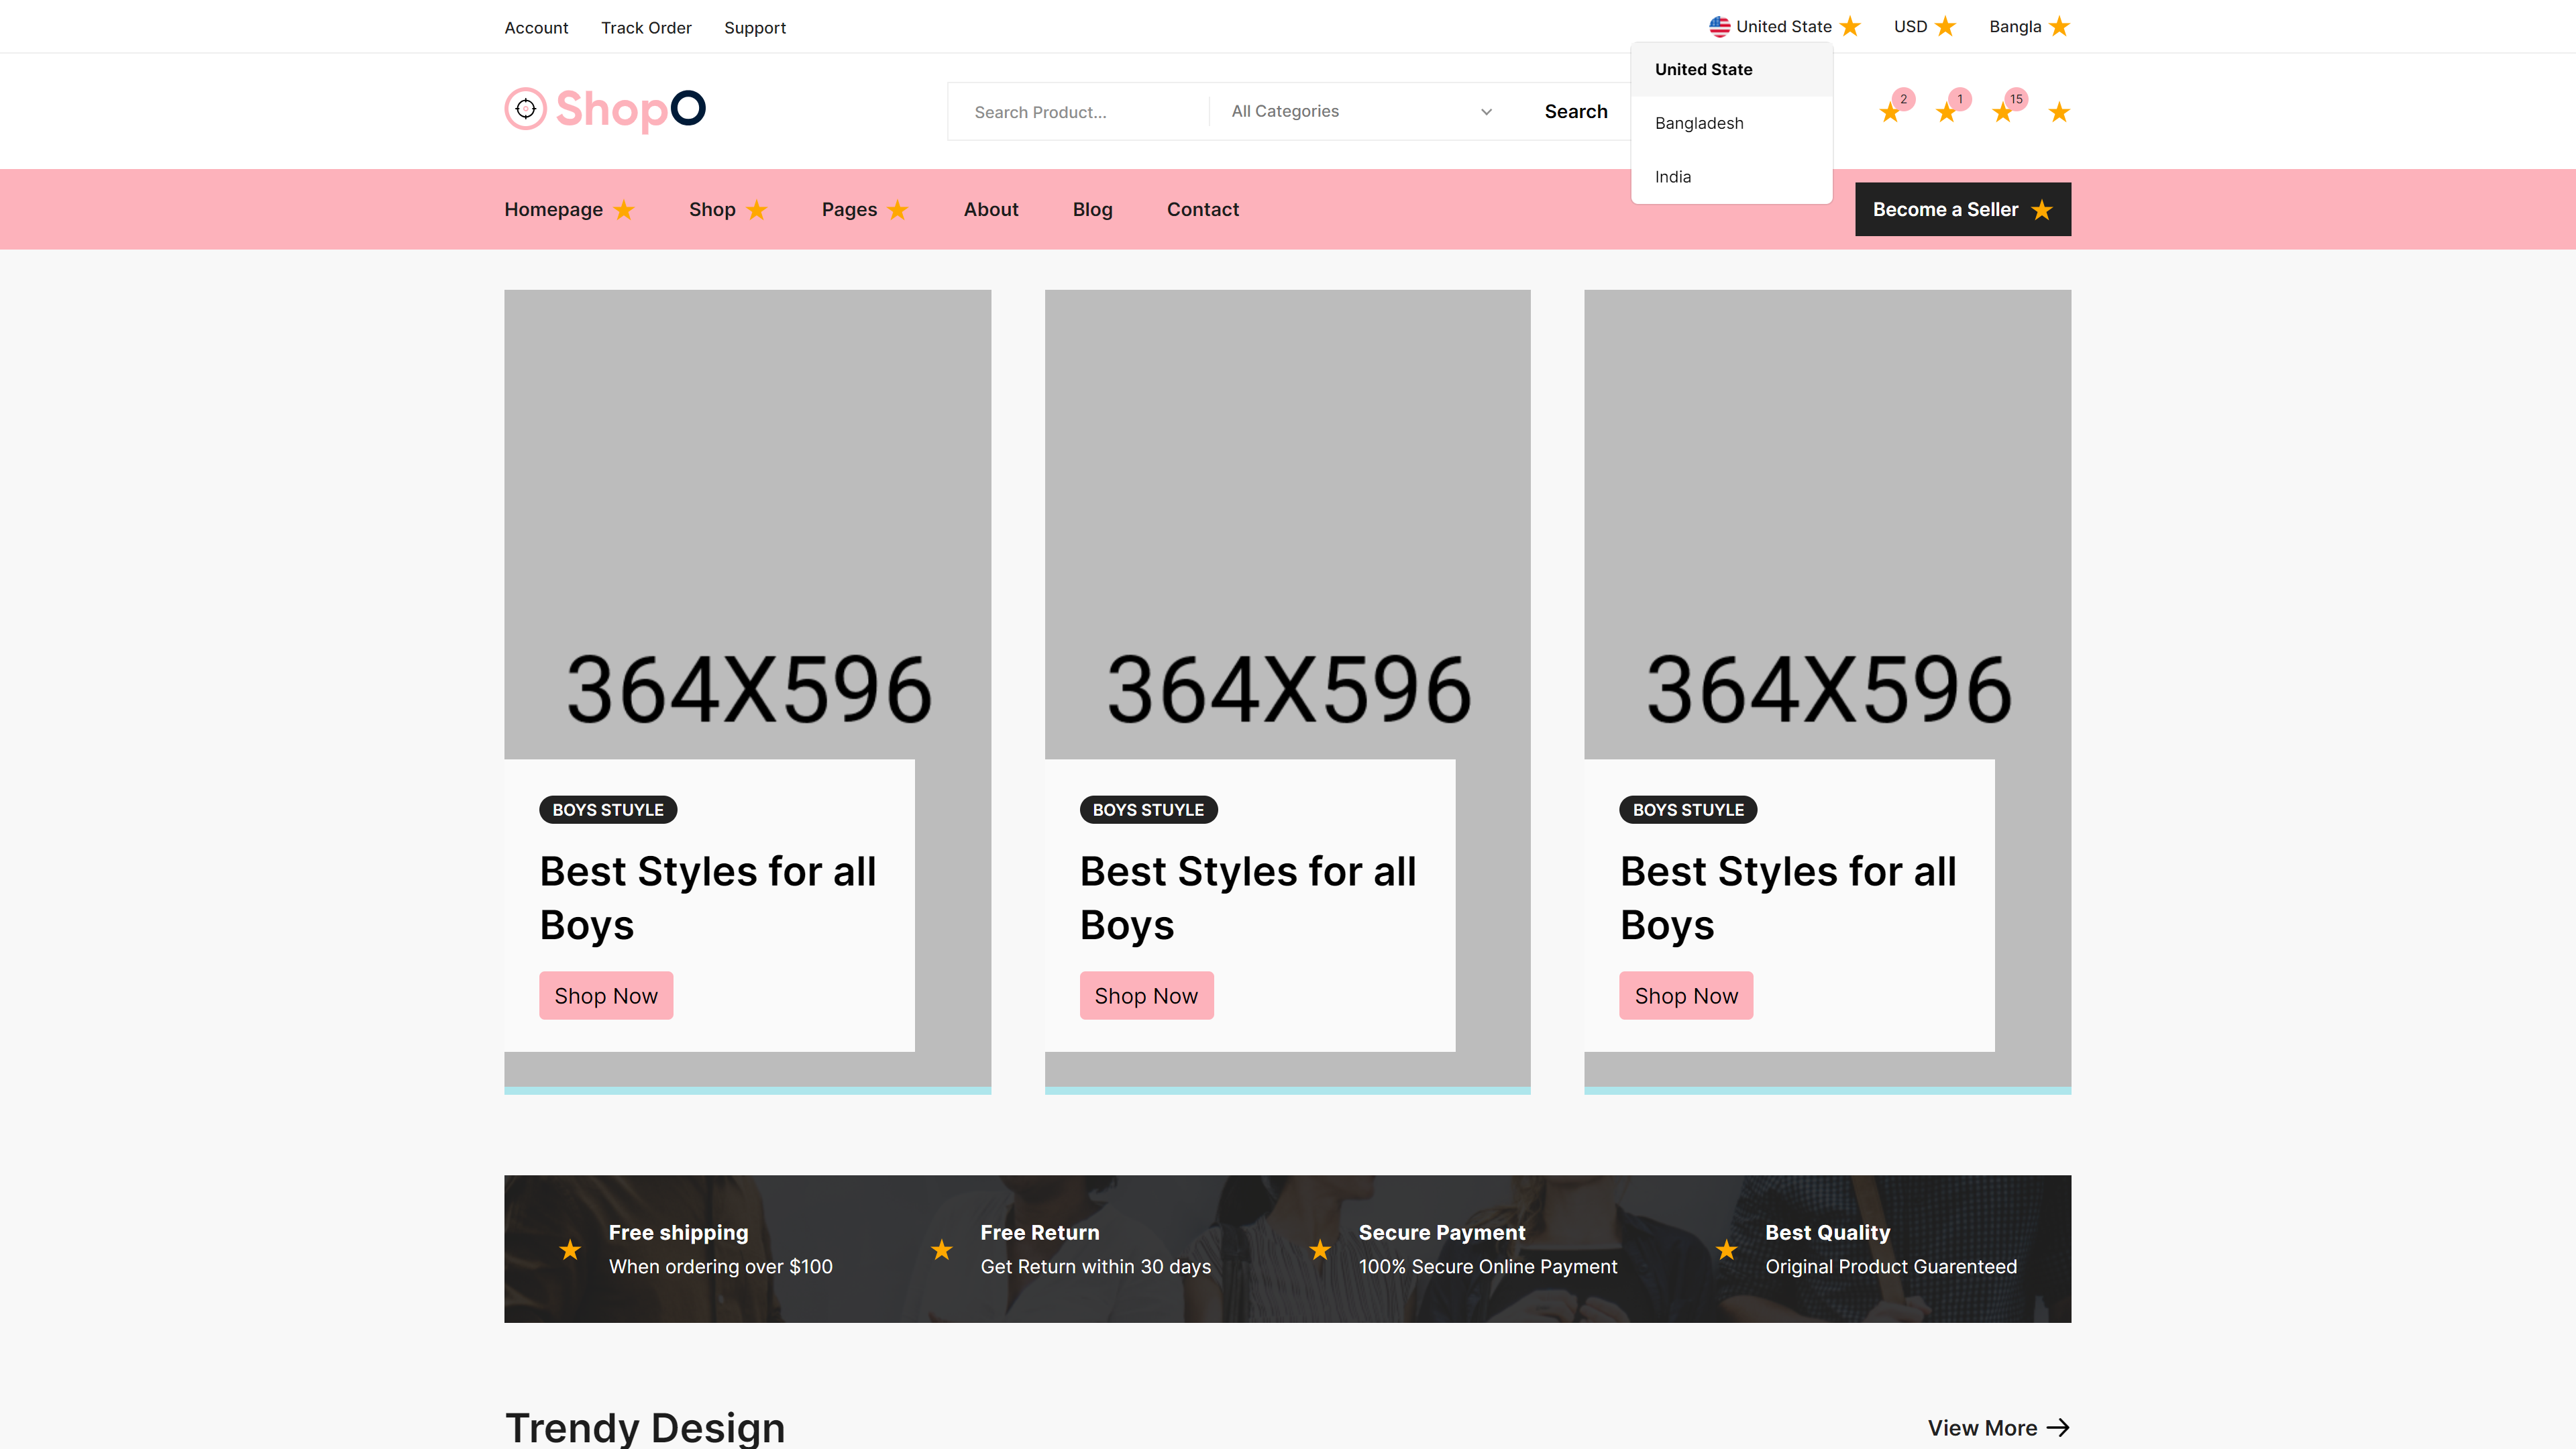 Account Track Order Support
United State USD Bangla
United State
Bangladesh
India
ShopO
Search Product...
All Categories
Search
2
1
15
Homepage Shop Pages About Blog Contact
Become a Seller
364X596
BOYS STUYLE
Best Styles for all
Boys
Shop Now
364X596
BOYS STUYLE
Best Styles for all
Boys
Shop Now
364X596
BOYS STUYLE
Best Styles for all
Boys
Shop Now
Free shipping
When ordering over $100
Free Return
Get Return within 30 days
Secure Payment
100% Secure Online Payment
Best Quality
Original Product Guarenteed
Trendy Design
View More